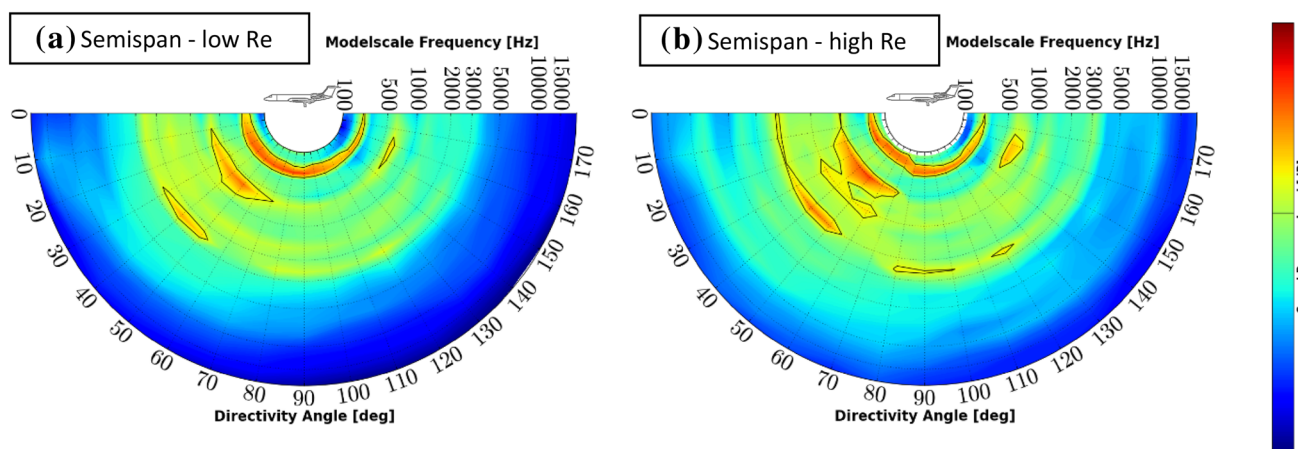 (a) Semispan - low Re
Modelscale Frequency [Hz]
100 500 1000 2000 3000 5000 10000 15000
0 10 20 30 40 50 60 70 80 90 100 110 120 130 140 150 160 170
Directivity Angle [deg]
(b) Semispan - high Re
Modelscale Frequency [Hz]
100 500 1000 2000 3000 5000 10000 15000
0 10 20 30 40 50 60 70 80 90 100 110 120 130 140 150 160 170
Directivity Angle [deg]